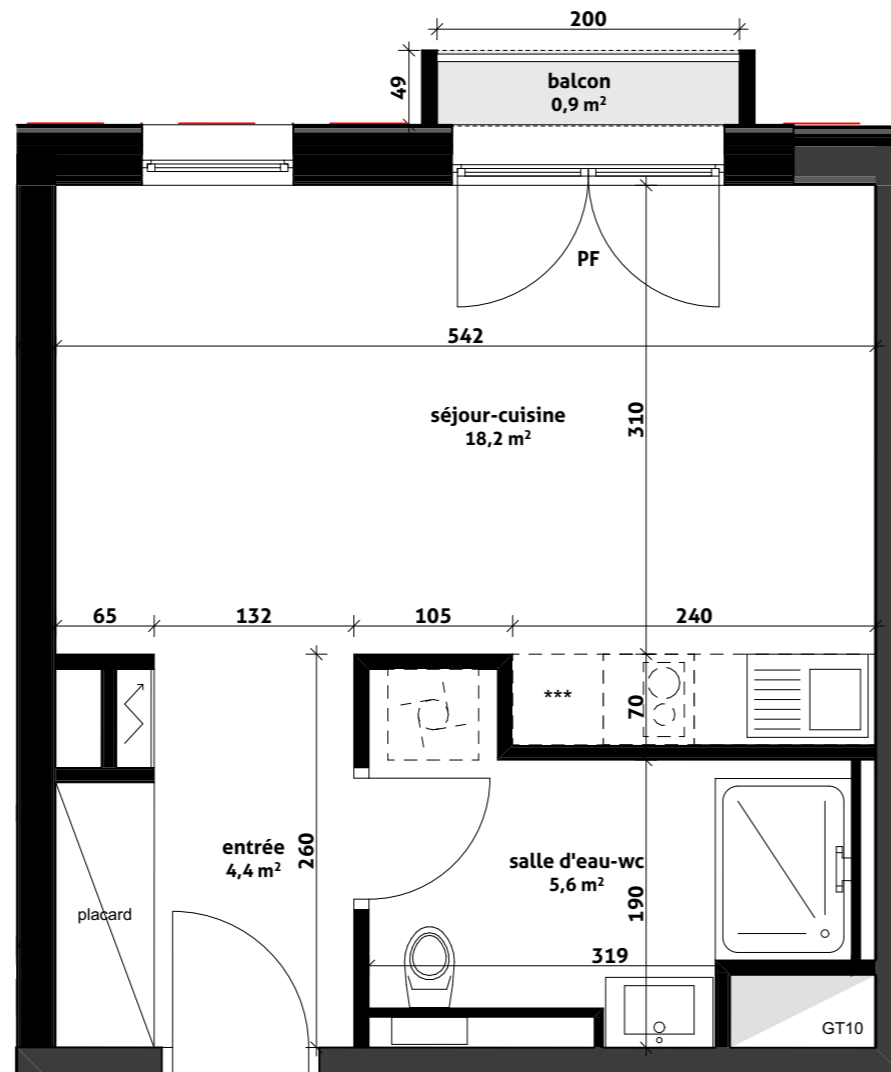 200
49
balcon
0,9 m²
PF
542
séjour-cuisine
18,2 m²
310
65
132
105
240
***
70
entrée
4,4 m²
260
salle d'eau-wc
5,6 m²
190
placard
319
GT10